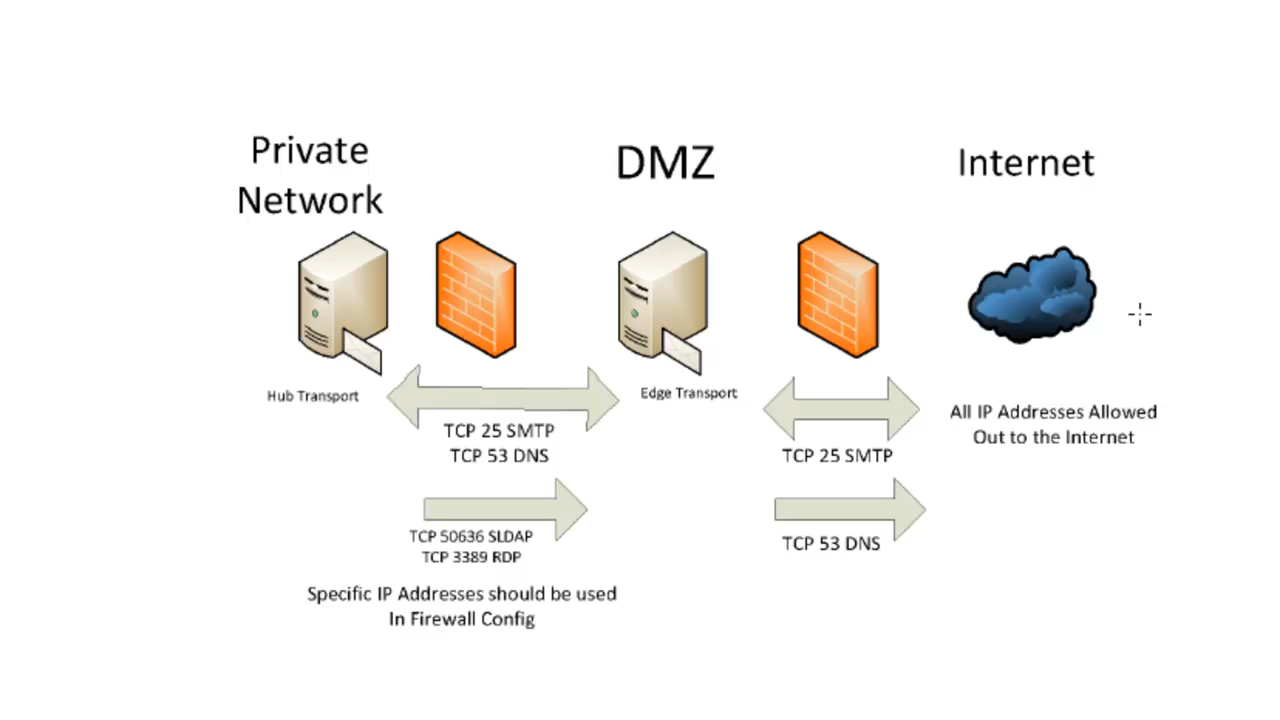 Private
Network
DMZ
Internet
Hub Transport
Edge Transport
TCP 25 SMTP
TCP 53 DNS
TCP 25 SMTP
All IP Addresses Allowed
Out to the Internet
TCP 50636 SLDAP
TCP 3389 RDP
TCP 53 DNS
Specific IP Addresses should be used
In Firewall Config